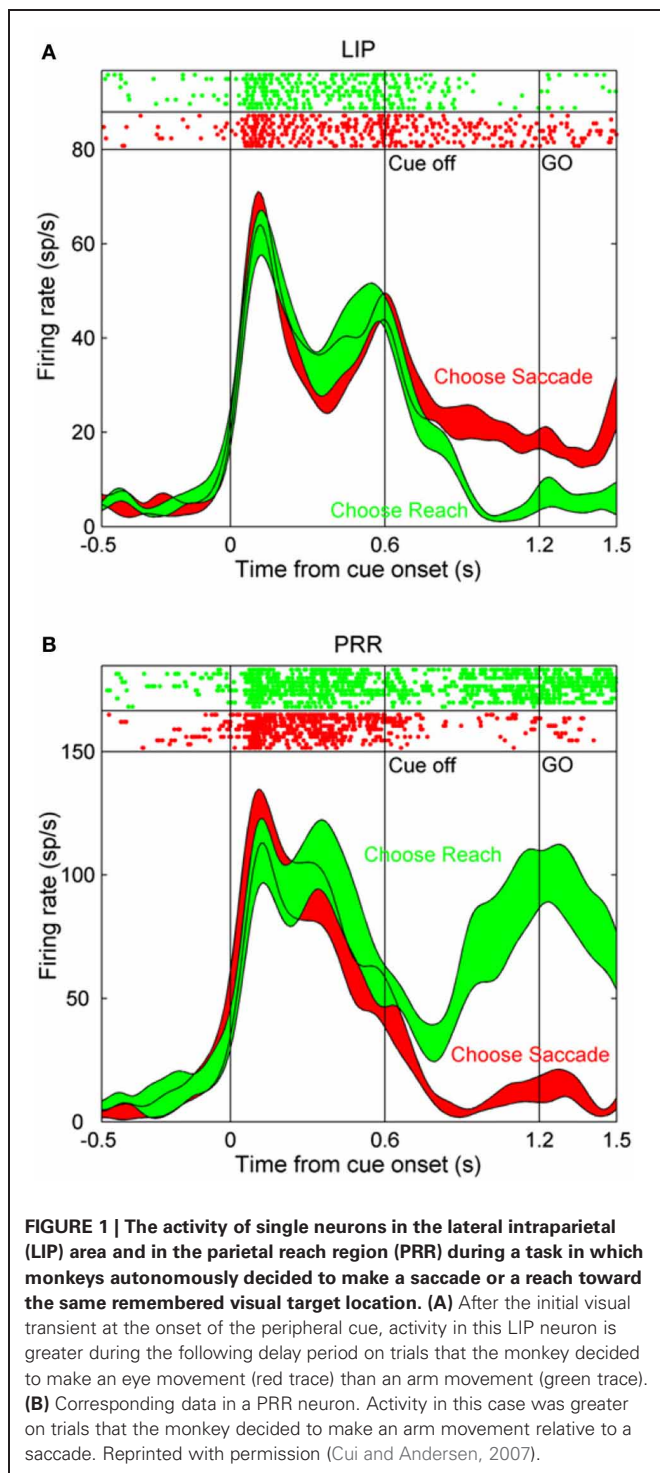 A
LIP
80
Cue off
GO
60
Firing rate (sp/s)
40
Choose Saccade
20
Choose Reach
0
-0.5
0
0.6
1.2
1.5
Time from cue onset (s)
B
PRR
150
Cue off
GO
Choose Reach
100
Firing rate (sp/s)
50
Choose Saccade
0
-0.5
0
0.6
1.2
1.5
Time from cue onset (s)
FIGURE 1 | The activity of single neurons in the lateral intraparietal
(LIP) area and in the parietal reach region (PRR) during a task in which
monkeys autonomously decided to make a saccade or a reach toward
the same remembered visual target location. (A) After the initial visual
transient at the onset of the peripheral cue, activity in this LIP neuron is
greater during the following delay period on trials that the monkey decided
to make an eye movement (red trace) than an arm movement (green trace).
(B) Corresponding data in a PRR neuron. Activity in this case was greater
on trials that the monkey decided to make an arm movement relative to a
saccade. Reprinted with permission (Cui and Andersen, 2007).